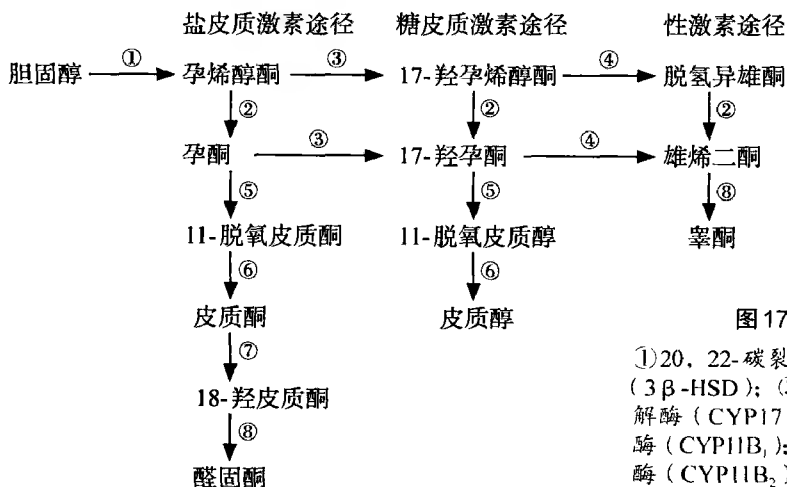 盐皮质激素途径 糖皮质激素途径 性激素途径
胆固醇 ① 孕烯醇酮 ③ 17-羟孕烯醇酮 ④ 脱氢异雄酮
② ② ②
孕酮 ③ 17-羟孕酮 ④ 雄烯二酮
⑤ ⑤ ⑧
11-脱氧皮质酮 11-脱氧皮质醇 睾酮
⑥ ⑥
皮质酮 皮质醇
⑦
18-羟皮质酮
⑧
醛固酮
图17
①20, 22-碳裂
(3β-HSD);
解酶 (CYP17
酶 (CYP11B₁):
酶 (CYP11B₂)